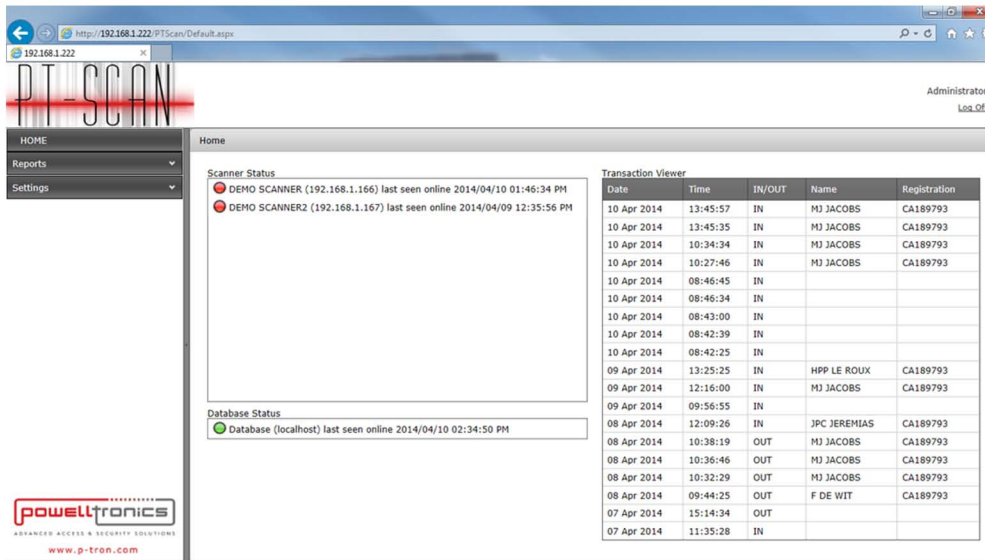 http://192.168.1.222/PTScan/Default.aspx
192.168.1.222
PT-SCAN
Administrator
Log Of
HOME
Reports
Settings
Home
Scanner Status
DEMO SCANNER (192.168.1.166) last seen online 2014/04/10 01:46:34 PM
DEMO SCANNER2 (192.168.1.167) last seen online 2014/04/09 12:35:56 PM
Database Status
Database (localhost) last seen online 2014/04/10 02:34:50 PM
Transaction Viewer
Date Time IN/OUT Name Registration
10 Apr 2014 13:45:57 IN MJ JACOBS CA189793
10 Apr 2014 13:45:35 IN MJ JACOBS CA189793
10 Apr 2014 10:34:34 IN MJ JACOBS CA189793
10 Apr 2014 10:27:46 IN MJ JACOBS CA189793
10 Apr 2014 08:46:45 IN
10 Apr 2014 08:46:34 IN
10 Apr 2014 08:43:00 IN
10 Apr 2014 08:42:39 IN
10 Apr 2014 08:42:25 IN
09 Apr 2014 13:25:25 IN HPP LE ROUX CA189793
09 Apr 2014 12:16:00 IN MJ JACOBS CA189793
09 Apr 2014 09:56:55 IN
08 Apr 2014 12:09:26 IN JPC JEREMIAS CA189793
08 Apr 2014 10:38:19 OUT MJ JACOBS CA189793
08 Apr 2014 10:36:46 OUT MJ JACOBS CA189793
08 Apr 2014 10:32:29 OUT MJ JACOBS CA189793
08 Apr 2014 09:44:25 OUT F DE WIT CA189793
07 Apr 2014 15:14:34 OUT
07 Apr 2014 11:35:28 IN
powelltronics
ADVANCED ACCESS & SECURITY SOLUTIONS
www.p-tron.com